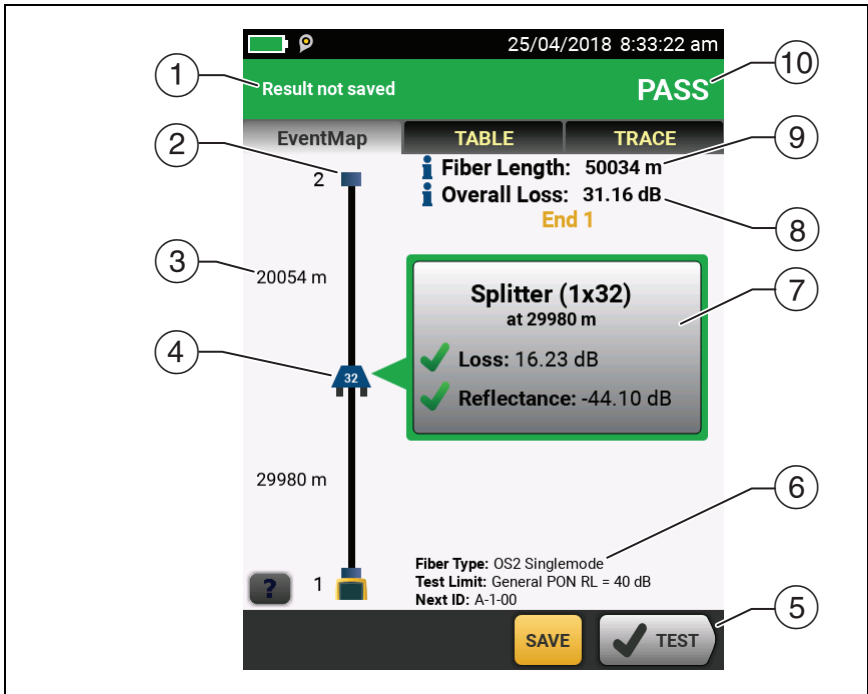 25/04/2018 8:33:22 am
1
Result not saved
PASS
10
EventMap
TABLE
TRACE
2
2
Fiber Length: 50034 m
9
Overall Loss: 31.16 dB
8
End 1
3
20054 m
Splitter (1x32)
at 29980 m
7
4
32
Loss: 16.23 dB
Reflectance: -44.10 dB
29980 m
6
Fiber Type: OS2 Singlemode
Test Limit: General PON RL = 40 dB
Next ID: A-1-00
?
1
SAVE
TEST
5